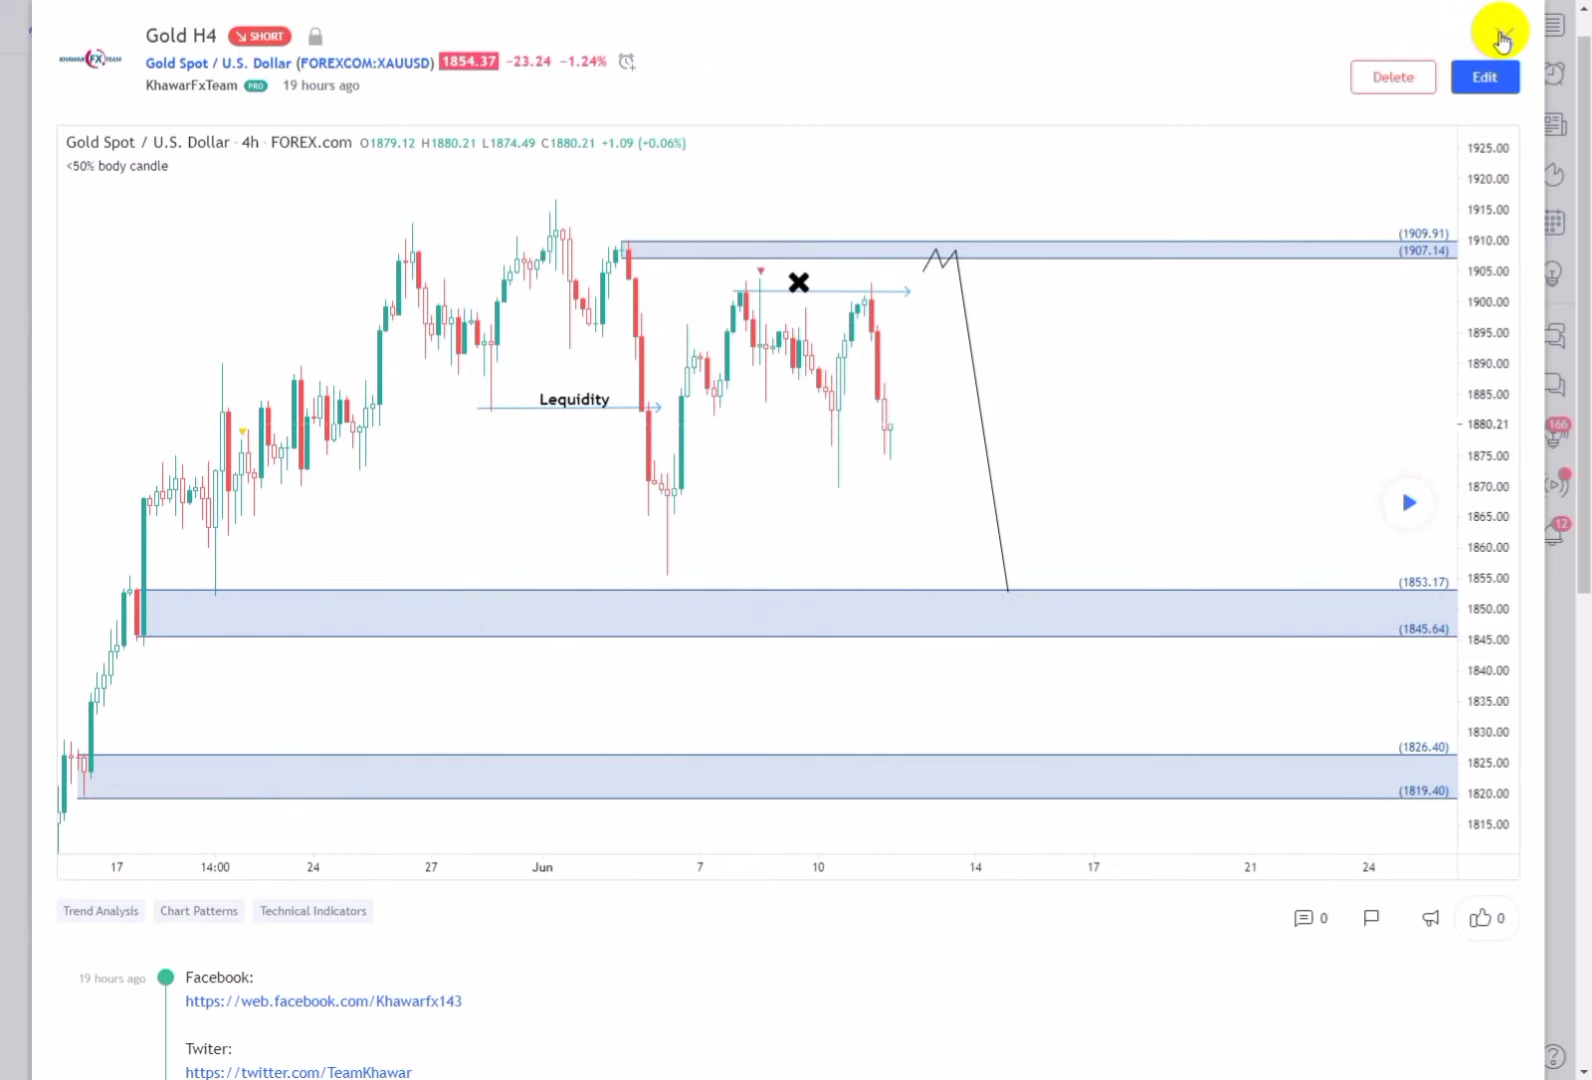 Gold H4 SHORT
KHAWAR FX TEAM
Gold Spot / U.S. Dollar (FOREXCOM:XAUUSD) 1854.37 −23.24 −1.24%
KhawarFxTeam PRO 19 hours ago
Delete
Edit
Gold Spot / U.S. Dollar · 4h · FOREX.com O1879.12 H1880.21 L1874.49 C1880.21 +1.09 (+0.06%)
<50% body candle
1925.00
1920.00
1915.00
1910.00
1905.00
1900.00
1895.00
1890.00
1885.00
1880.21
1875.00
1870.00
1865.00
1860.00
1855.00
1850.00
1845.00
1840.00
1835.00
1830.00
1825.00
1820.00
1815.00
(1909.91)
(1907.14)
Lequidity
(1853.17)
(1845.64)
(1826.40)
(1819.40)
166
12
17 14:00 24 27 Jun 7 10 14 17 21 24
Trend Analysis Chart Patterns Technical Indicators
0 0
19 hours ago Facebook:
https://web.facebook.com/Khawarfx143
Twiter:
https://twitter.com/TeamKhawar